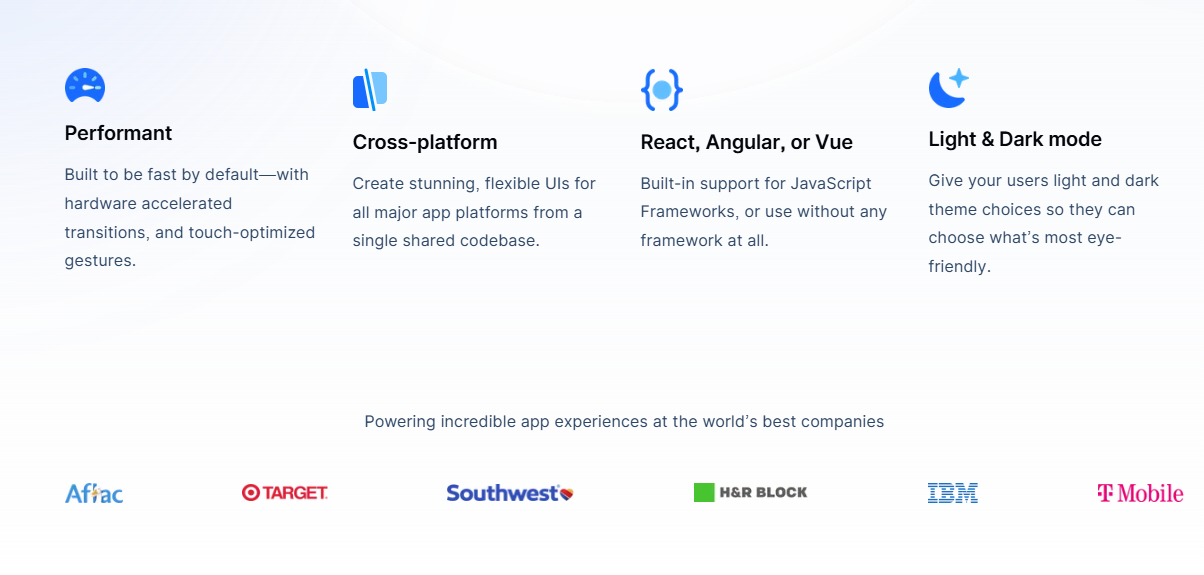 Performant
Built to be fast by default—with
hardware accelerated
transitions, and touch-optimized
gestures.
Cross-platform
Create stunning, flexible UIs for
all major app platforms from a
single shared codebase.
React, Angular, or Vue
Built-in support for JavaScript
Frameworks, or use without any
framework at all.
Light & Dark mode
Give your users light and dark
theme choices so they can
choose what’s most eye-
friendly.
Powering incredible app experiences at the world’s best companies
Aflac
TARGET
Southwest
H&R BLOCK
IBM
T Mobile